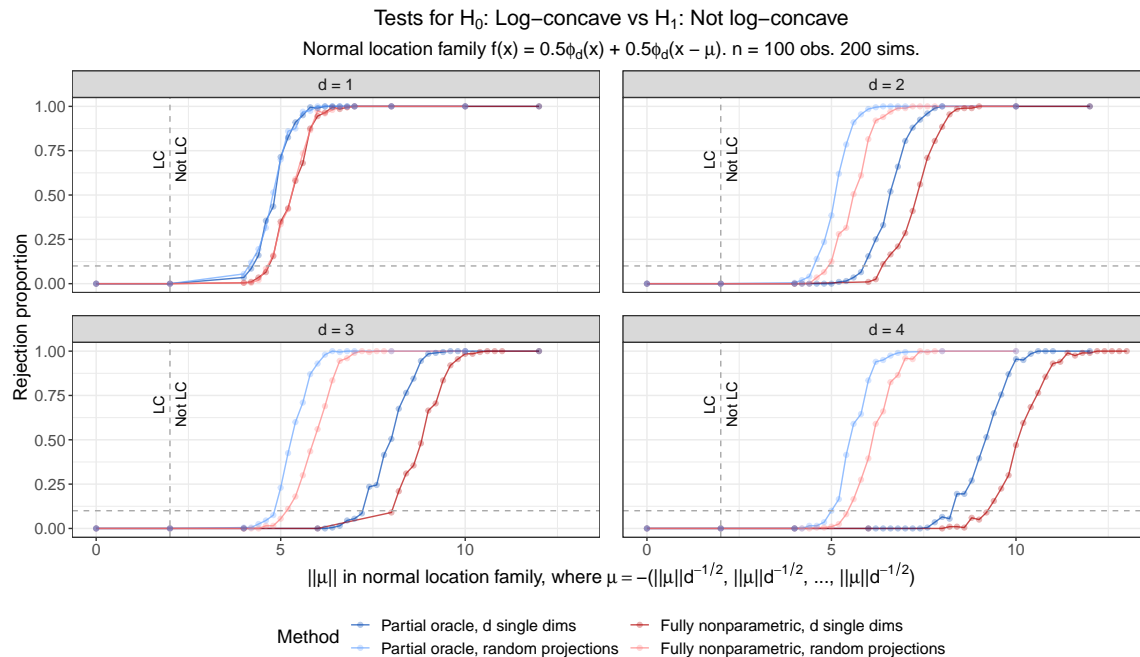 Tests for H₀: Log−concave vs H₁: Not log−concave
Normal location family f(x) = 0.5ϕ_d(x) + 0.5ϕ_d(x − μ). n = 100 obs. 200 sims.
d = 1
d = 2
Rejection proportion
1.00
0.75
0.50
0.25
0.00
LC
Not LC
LC
Not LC
d = 3
d = 4
1.00
0.75
0.50
0.25
0.00
LC
Not LC
LC
Not LC
0 5 10
0 5 10
||μ|| in normal location family, where μ = −(||μ||d^−1/2, ||μ||d^−1/2, ..., ||μ||d^−1/2)
Method
Partial oracle, d single dims
Fully nonparametric, d single dims
Partial oracle, random projections
Fully nonparametric, random projections